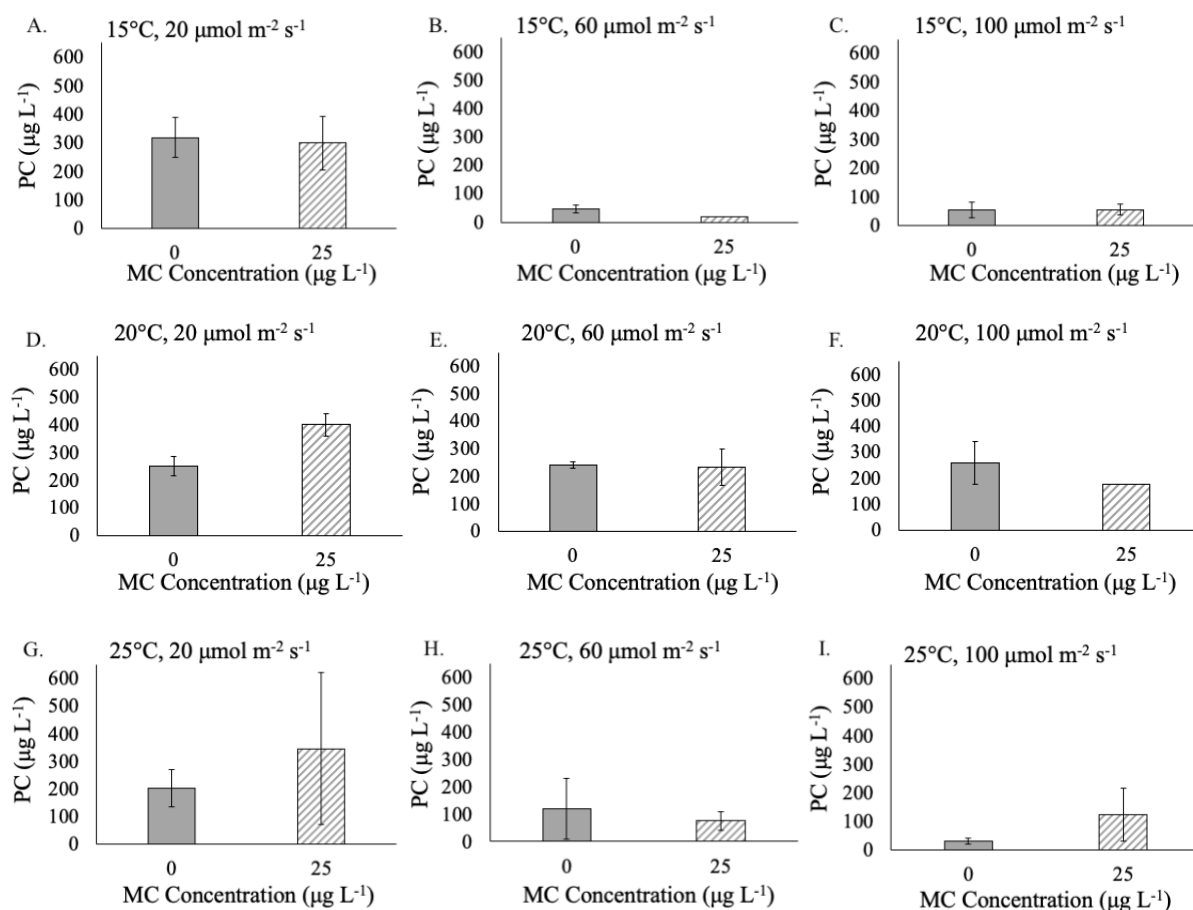 A.
15°C, 20 μmol m⁻² s⁻¹
600
500
400
300
200
100
0
PC (μg L⁻¹)
0 25
MC Concentration (μg L⁻¹)
B.
15°C, 60 μmol m⁻² s⁻¹
600
500
400
300
200
100
0
PC (μg L⁻¹)
0 25
MC Concentration (μg L⁻¹)
C.
15°C, 100 μmol m⁻² s⁻¹
600
500
400
300
200
100
0
PC (μg L⁻¹)
0 25
MC Concentration (μg L⁻¹)
D.
20°C, 20 μmol m⁻² s⁻¹
600
500
400
300
200
100
0
PC (μg L⁻¹)
0 25
MC Concentration (μg L⁻¹)
E.
20°C, 60 μmol m⁻² s⁻¹
600
500
400
300
200
100
0
PC (μg L⁻¹)
0 25
MC Concentration (μg L⁻¹)
F.
20°C, 100 μmol m⁻² s⁻¹
600
500
400
300
200
100
0
PC (μg L⁻¹)
0 25
MC Concentration (μg L⁻¹)
G.
25°C, 20 μmol m⁻² s⁻¹
600
500
400
300
200
100
0
PC (μg L⁻¹)
0 25
MC Concentration (μg L⁻¹)
H.
25°C, 60 μmol m⁻² s⁻¹
600
500
400
300
200
100
0
PC (μg L⁻¹)
0 25
MC Concentration (μg L⁻¹)
I.
25°C, 100 μmol m⁻² s⁻¹
600
500
400
300
200
100
0
PC (μg L⁻¹)
0 25
MC Concentration (μg L⁻¹)